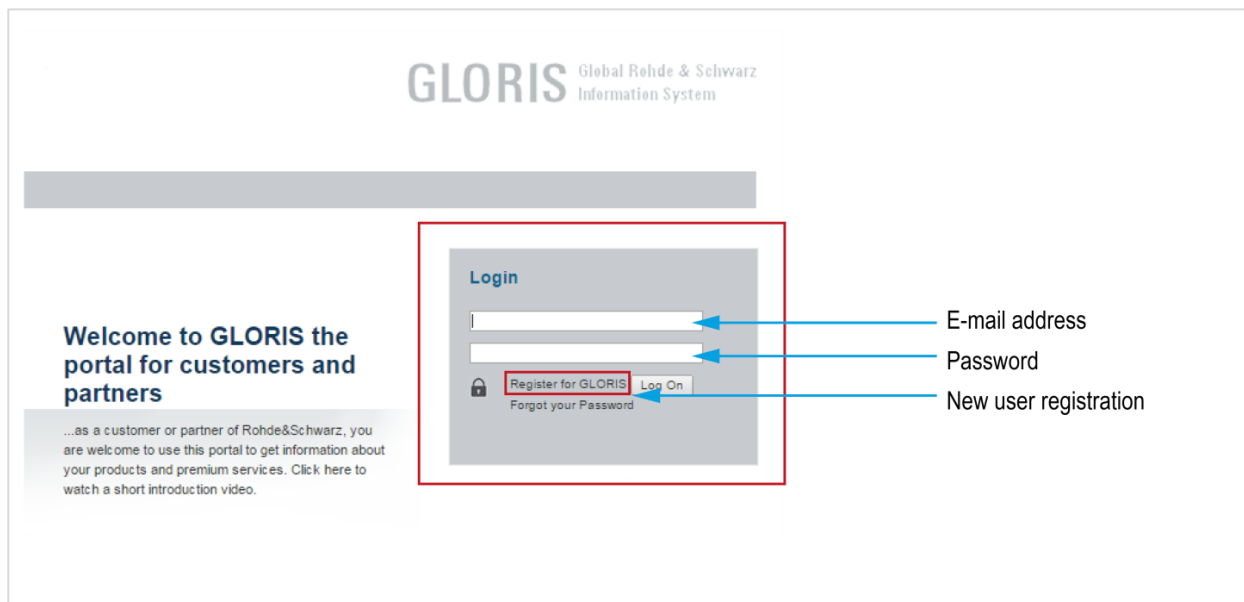 GLORIS Global Rohde & Schwarz
Information System
Login
Welcome to GLORIS the
portal for customers and
partners
...as a customer or partner of Rohde&Schwarz, you
are welcome to use this portal to get information about
your products and premium services. Click here to
watch a short introduction video.
Register for GLORIS Log On
Forgot your Password
E-mail address
Password
New user registration